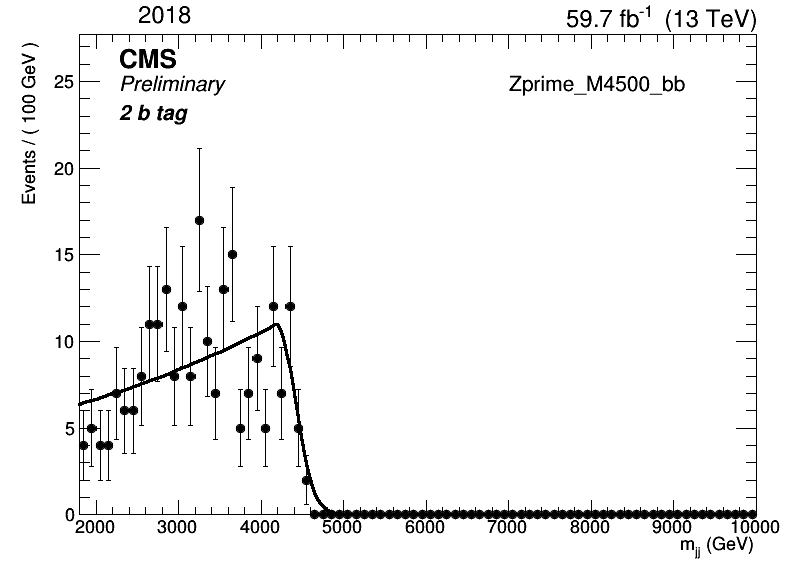 2018
59.7 fb-1 (13 TeV)
CMS
Preliminary
2 b tag
Zprime_M4500_bb
Events / ( 100 GeV )
25
20
15
10
5
0
2000 3000 4000 5000 6000 7000 8000 9000 10000
mjj (GeV)